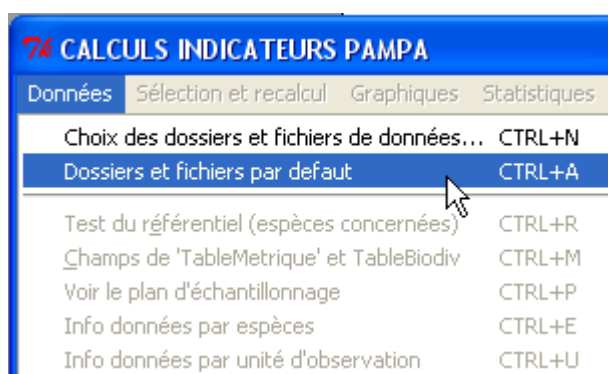 CALCULS INDICATEURS PAMPA
Données Sélection et recalcul Graphiques Statistiques
Choix des dossiers et fichiers de données... CTRL+N
Dossiers et fichiers par defaut CTRL+A
Test du référentiel (espèces concernées) CTRL+R
Champs de 'TableMetrique' et TableBiodiv CTRL+M
Voir le plan d'échantillonnage CTRL+P
Info données par espèces CTRL+E
Info données par unité d'observation CTRL+U